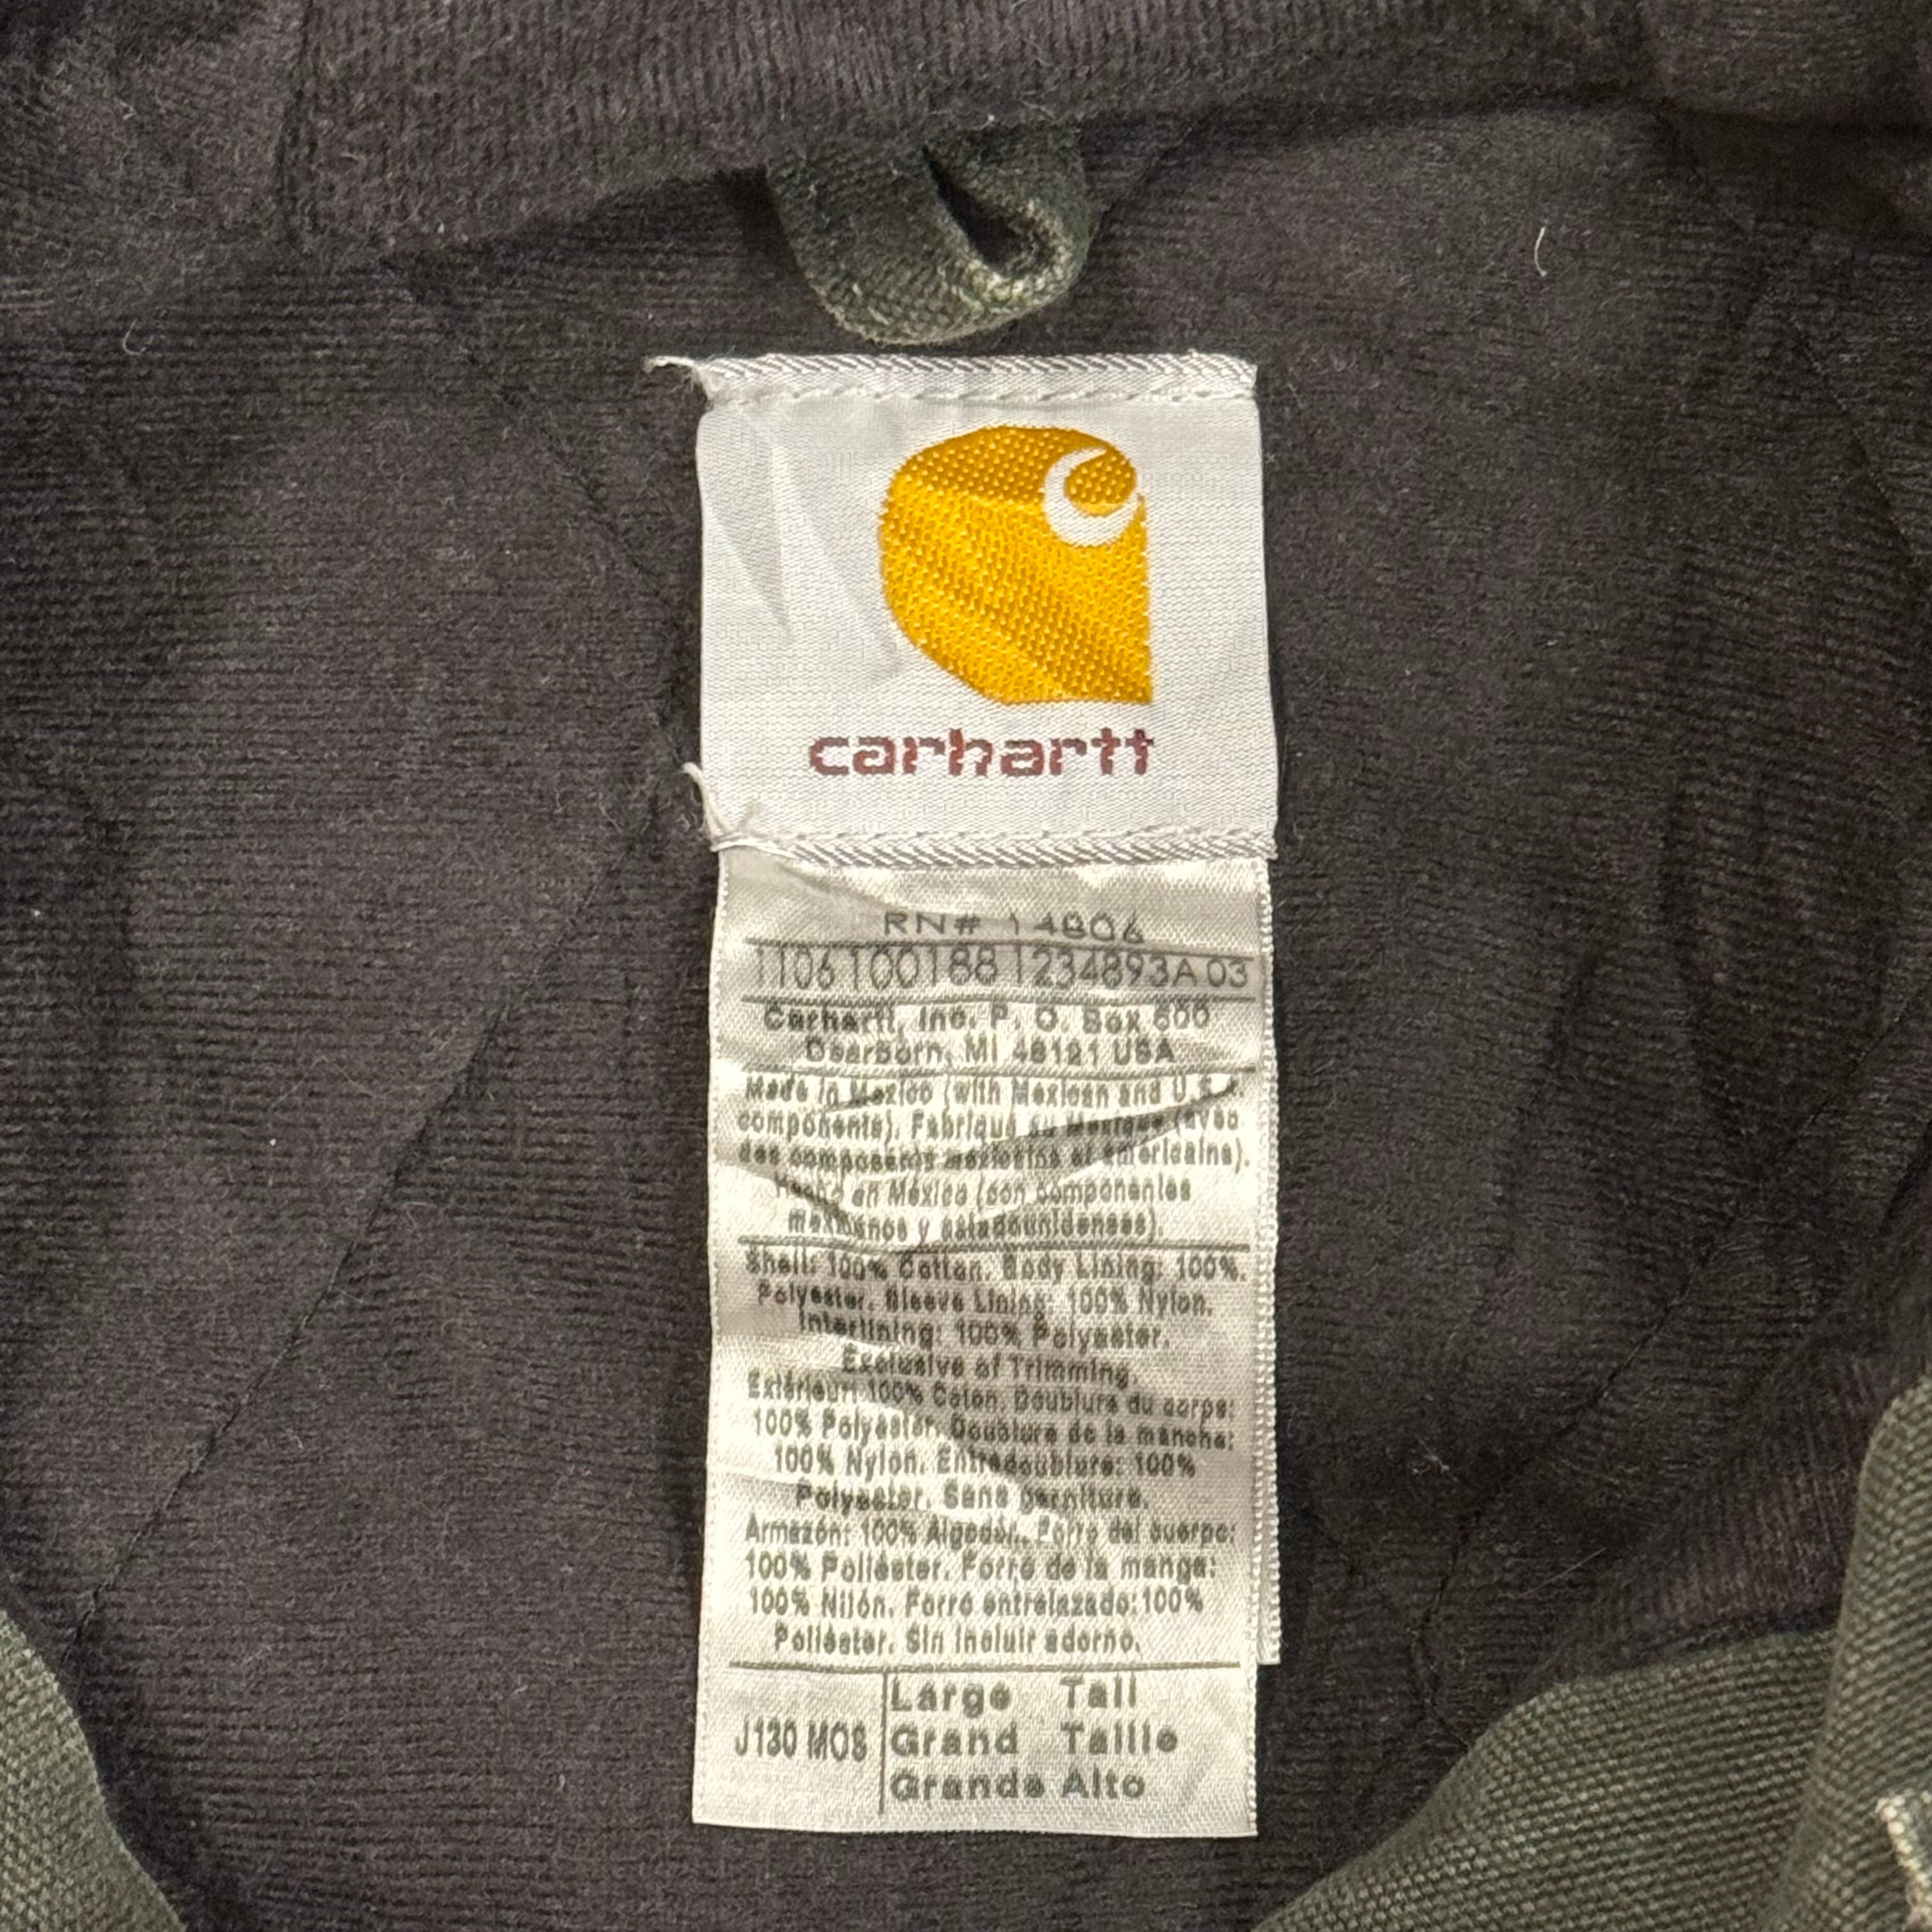 carhartt
RN# 14806
1106 100188 1234893A 03
Carhartt, Inc. P. O. Box 600
Dearborn, MI 48121 USA
Made in Mexico (with Mexican and U.S.A.
components). Fabriqué au Mexique (avec
des composants mexicains et américains).
Hecho en México (con componentes
mexicanos y estadounidenses).
Shell: 100% Cotton. Body Lining: 100%.
Polyester. Sleeve Lining: 100% Nylon.
Interlining: 100% Polyester.
Exclusive of Trimming.
Extérieur: 100% Coton. Doublure du corps:
100% Polyester. Doublure de la manche:
100% Nylon. Entredoublure: 100%
Polyester. Sans garniture.
Armazón: 100% Algodón. Forro del cuerpo:
100% Poliéster. Forro de la manga:
100% Nilón. Forro entrelazado: 100%
Poliéster. Sin incluir adorno.
J130 MOS
Large Tall
Grand Taille
Grande Alto